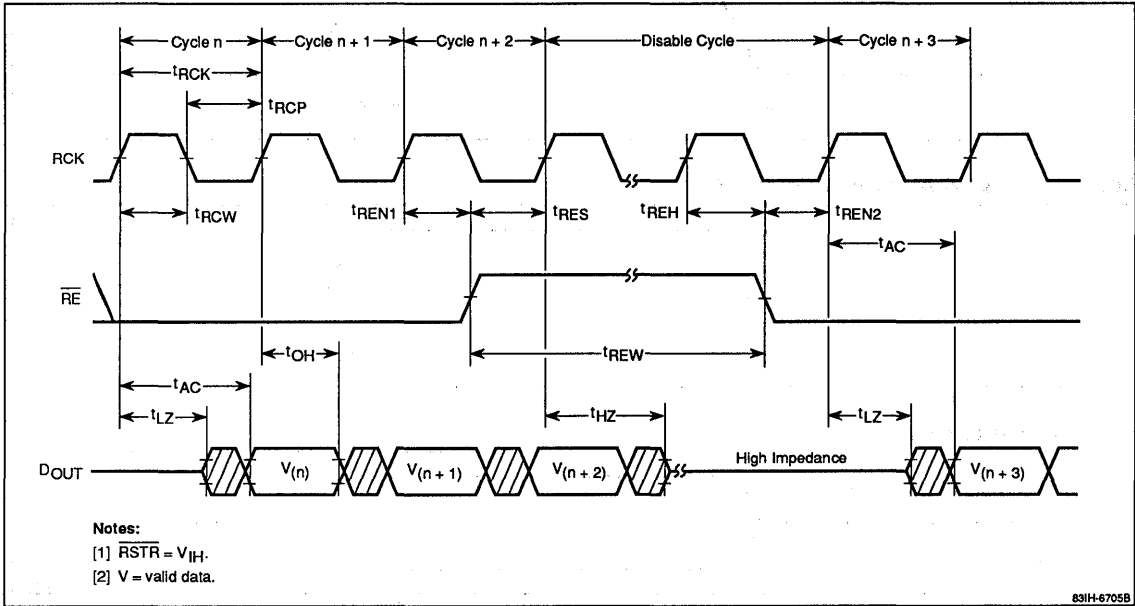 Cycle n
Cycle n + 1
Cycle n + 2
Disable Cycle
Cycle n + 3
tRCK
tRCP
RCK
tRCW
tREN1
tRES
tREH
tREN2
tAC
RE
tOH
tREW
tAC
tLZ
tHZ
tLZ
DOUT
V(n)
V(n + 1)
V(n + 2)
High Impedance
V(n + 3)
Notes:
[1] RSTR = VIH.
[2] V = valid data.
83IH-6705B